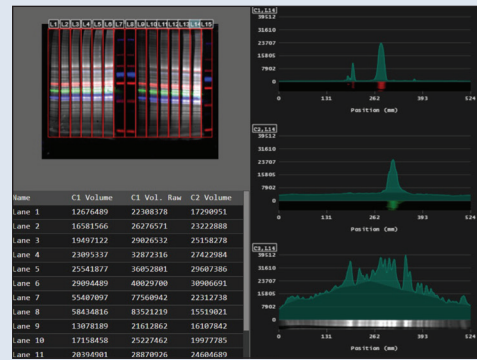 L1 L2 L3 L4 L5 L6 L7 L8 L9 L10 L11 L12 L13 L14 L15
Name C1 Volume C1 Vol. Raw C2 Volume
Lane 1 12676489 22308378 17290951
Lane 2 16581566 26276571 23222888
Lane 3 19497122 29026532 25158278
Lane 4 23095337 32872316 27422984
Lane 5 25541877 36052801 29607386
Lane 6 29094489 40029700 30906691
Lane 7 55407097 77560942 22312738
Lane 8 58434816 83521219 15519021
Lane 9 13078189 21612862 16107842
Lane 10 17158458 25227462 19977785
Lane 11 20394901 28870926 24604689
C1,L14
39512
31610
23707
15805
7902
0
0 131 262 393 524
Position (mm)
C2,L14
39512
31610
23707
15805
7902
0
0 131 262 393 524
Position (mm)
C3,L14
39512
31610
23707
15805
7902
0
0 131 262 393 524
Position (mm)